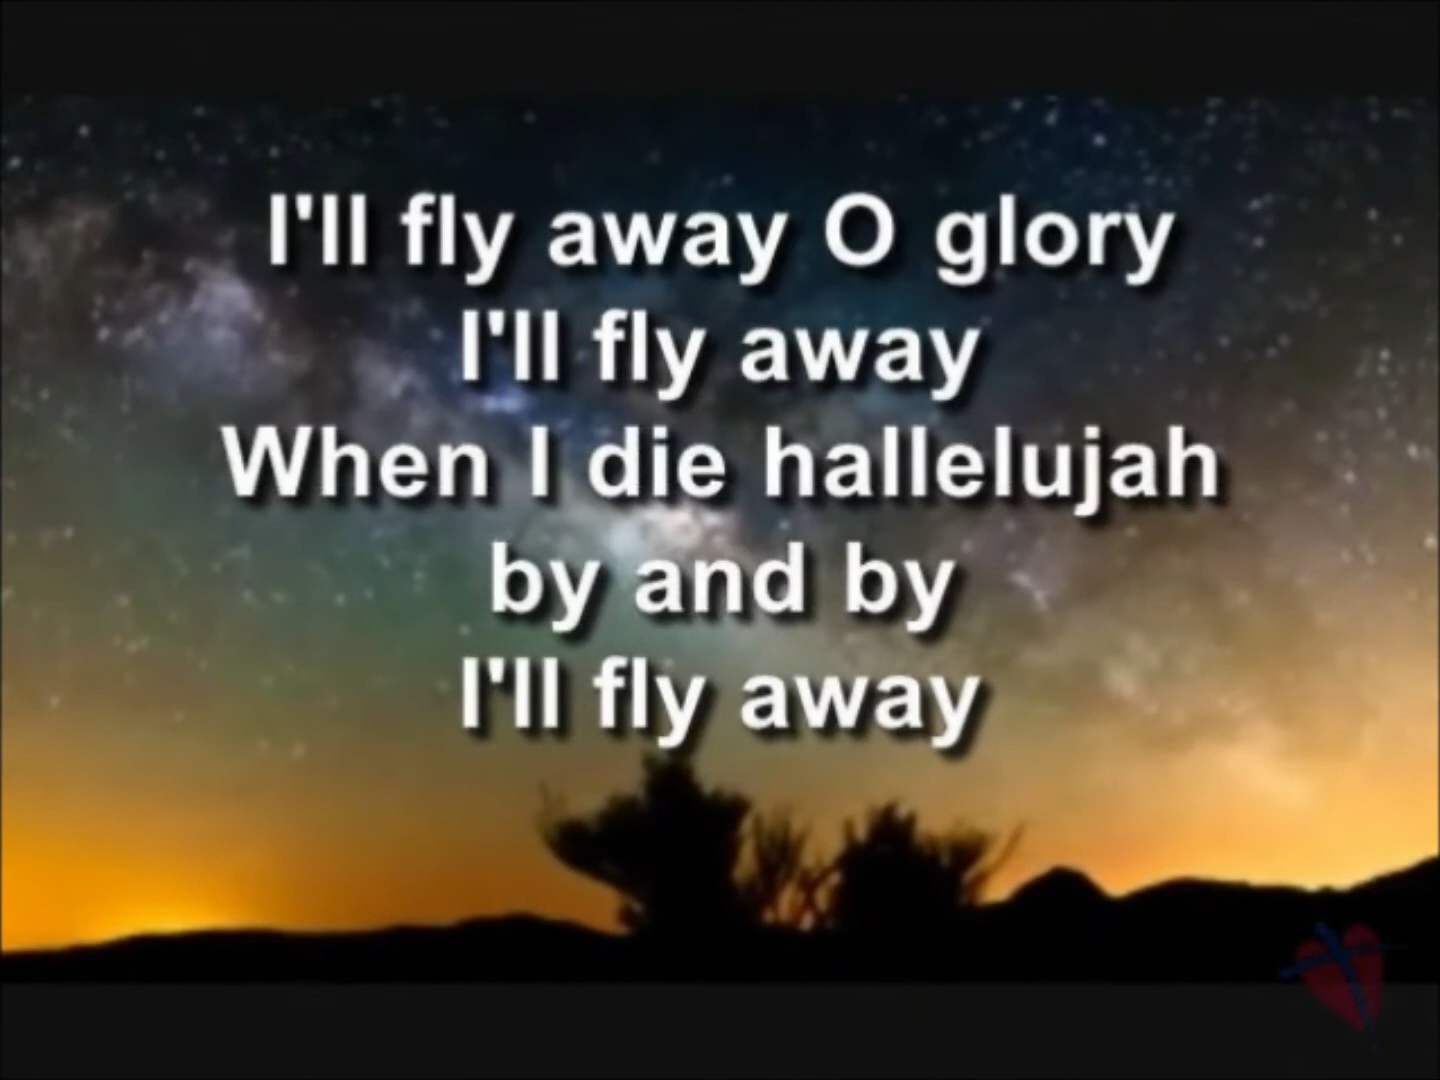 I'll fly away O glory
I'll fly away
When I die hallelujah
by and by
I'll fly away